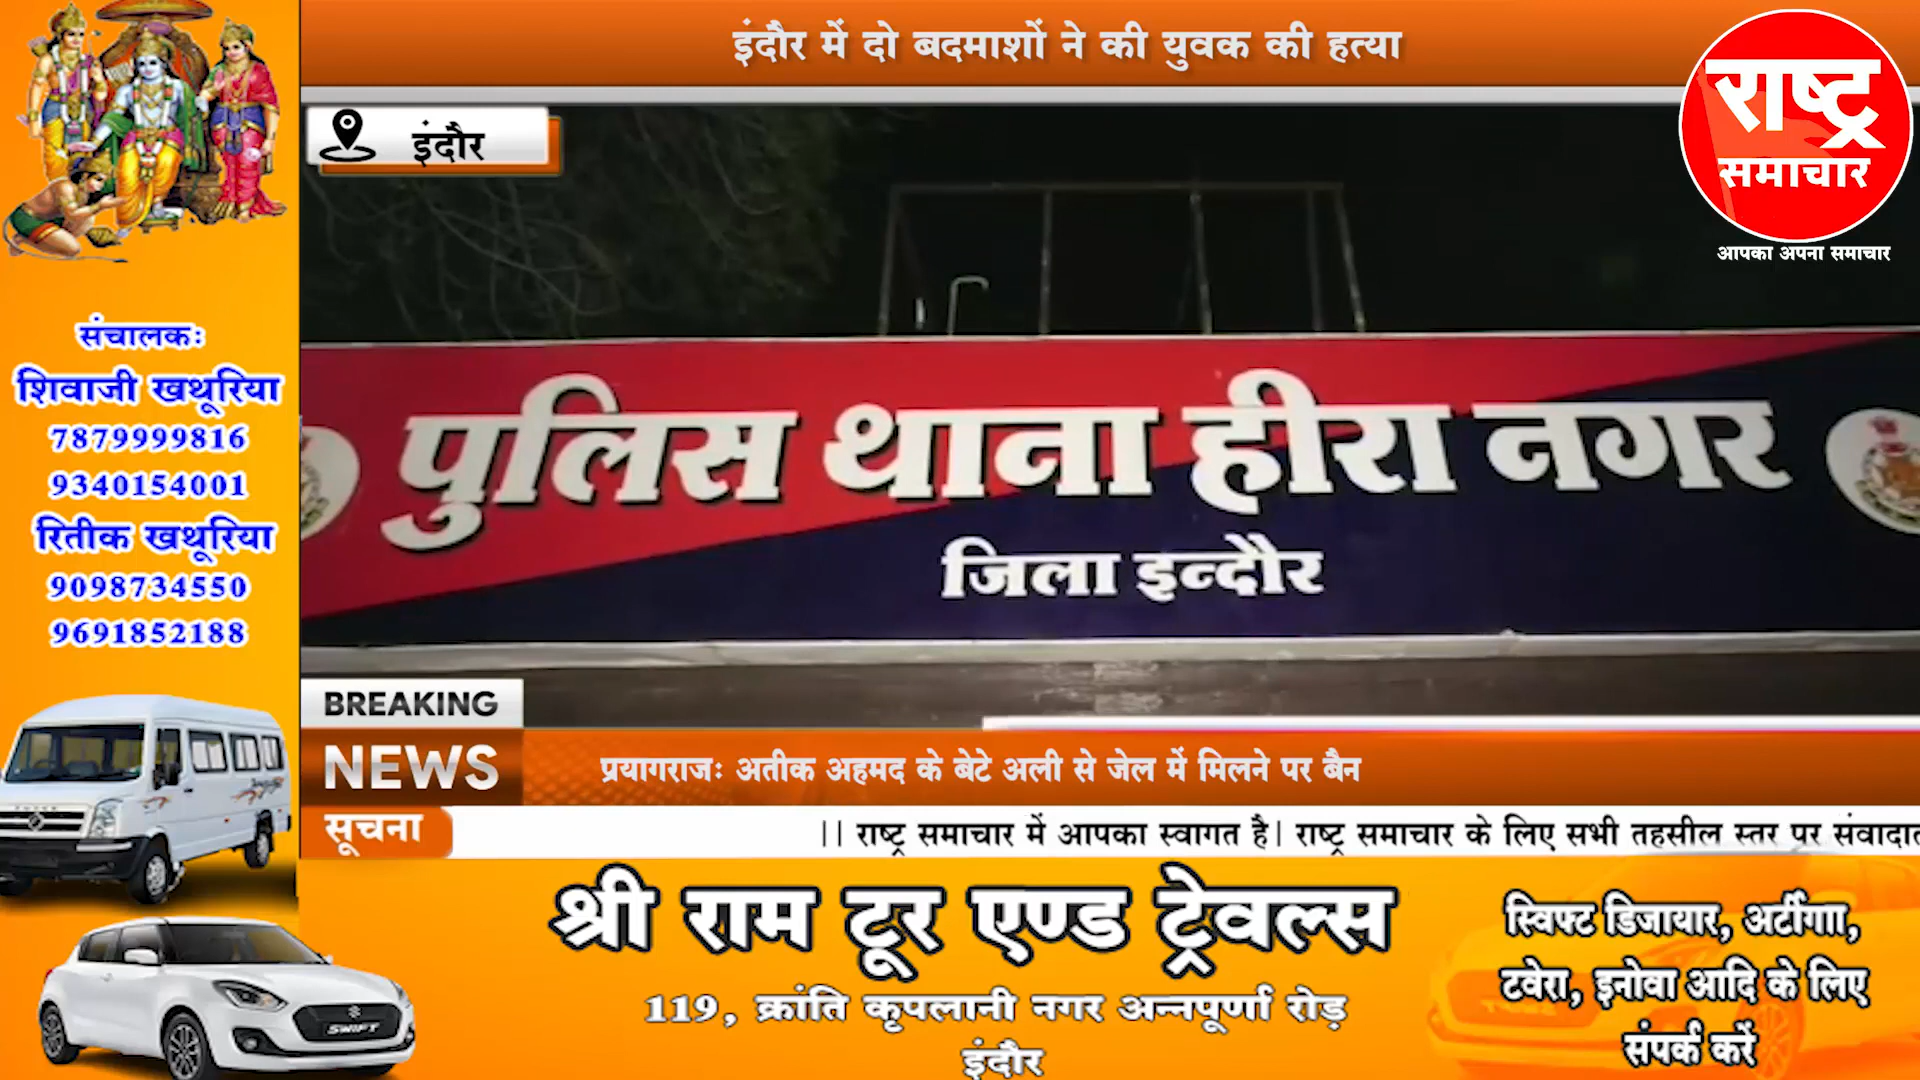 इंदौर में दो बदमाशों ने की युवक की हत्या
इंदौर
राष्ट्र
समाचार
आपका अपना समाचार
संचालकः
शिवाजी खथूरिया
7879999816
9340154001
रितीक खथूरिया
9098734550
9691852188
पुलिस थाना हीरा नगर
जिला इन्दौर
BREAKING
NEWS
प्रयागराजः अतीक अहमद के बेटे अली से जेल में मिलने पर बैन
सूचना
|| राष्ट्र समाचार में आपका स्वागत है। राष्ट्र समाचार के लिए सभी तहसील स्तर पर
श्री राम टूर एण्ड ट्रेवल्स
119, क्रांति कृपलानी नगर अन्नपूर्णा रोड़
इंदौर
स्विफ्ट डिजायार, अर्टीगाा,
टवेरा, इनोवा आदि के लिए
संपर्क करें
SWIFT